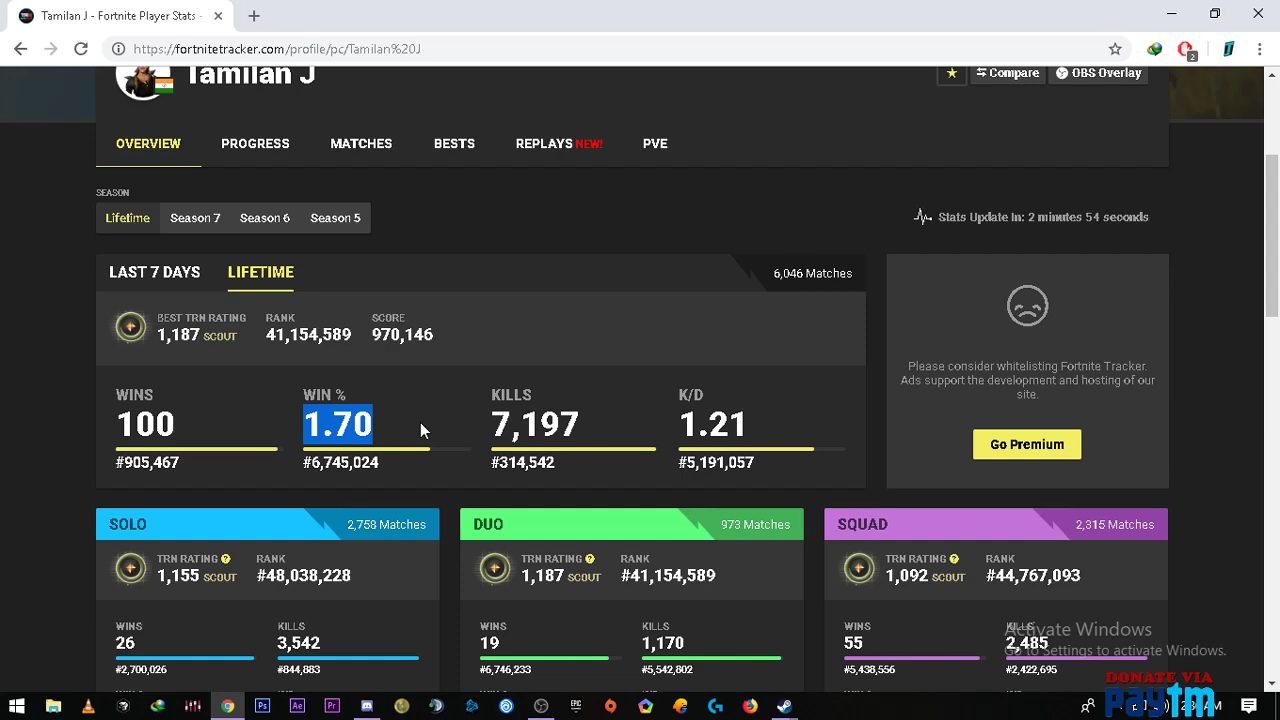 Tamilan J - Fortnite Player Stats -
https://fortnitetracker.com/profile/pc/Tamilan%20J
2
Tamilan J
Compare
OBS Overlay
OVERVIEW PROGRESS MATCHES BESTS REPLAYS NEW! PVE
SEASON
Lifetime Season 7 Season 6 Season 5
Stats Update In: 2 minutes 54 seconds
LAST 7 DAYS LIFETIME 6,046 Matches
BEST TRN RATING RANK SCORE
1,187 SCOUT 41,154,589 970,146
WINS WIN % KILLS K/D
100 1.70 7,197 1.21
#905,467 #6,745,024 #314,542 #5,191,057
Please consider whitelisting Fortnite Tracker.
Ads support the development and hosting of our
site.
Go Premium
SOLO 2,758 Matches
TRN RATING ? RANK
1,155 SCOUT #48,038,228
WINS KILLS
26 3,542
#2,700,026 #844,883
DUO 973 Matches
TRN RATING ? RANK
1,187 SCOUT #41,154,589
WINS KILLS
19 1,170
#6,746,233 #5,542,802
SQUAD 2,315 Matches
TRN RATING ? RANK
1,092 SCOUT #44,767,093
WINS KILLS
55 2,485
#5,438,556 #2,422,695
Activate Windows
Go to Settings to activate Windows.
DONATE VIA
paytm
Ps Ae Pr
EPIC